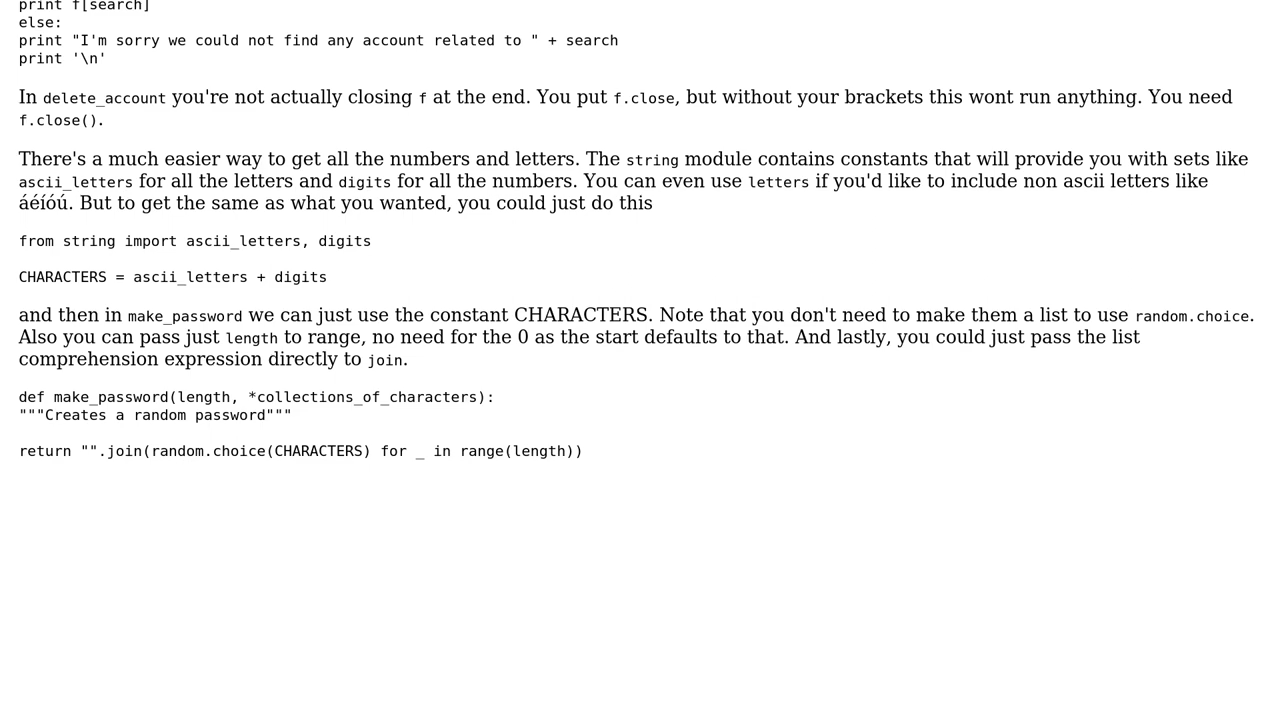 print f[search]
else:
print "I'm sorry we could not find any account related to " + search
print '\n'
In delete_account you're not actually closing f at the end. You put f.close, but without your brackets this wont run anything. You need
f.close().
There's a much easier way to get all the numbers and letters. The string module contains constants that will provide you with sets like
ascii_letters for all the letters and digits for all the numbers. You can even use letters if you'd like to include non ascii letters like
áéíóú. But to get the same as what you wanted, you could just do this
from string import ascii_letters, digits
CHARACTERS = ascii_letters + digits
and then in make_password we can just use the constant CHARACTERS. Note that you don't need to make them a list to use random.choice.
Also you can pass just length to range, no need for the 0 as the start defaults to that. And lastly, you could just pass the list
comprehension expression directly to join.
def make_password(length, *collections_of_characters):
"""Creates a random password"""
return "".join(random.choice(CHARACTERS) for _ in range(length))